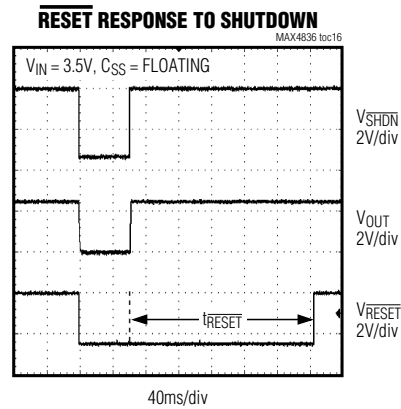 RESET RESPONSE TO SHUTDOWN
MAX4836 toc16
VIN = 3.5V, CSS = FLOATING
VSHDN
2V/div
VOUT
2V/div
tRESET
VRESET
2V/div
40ms/div